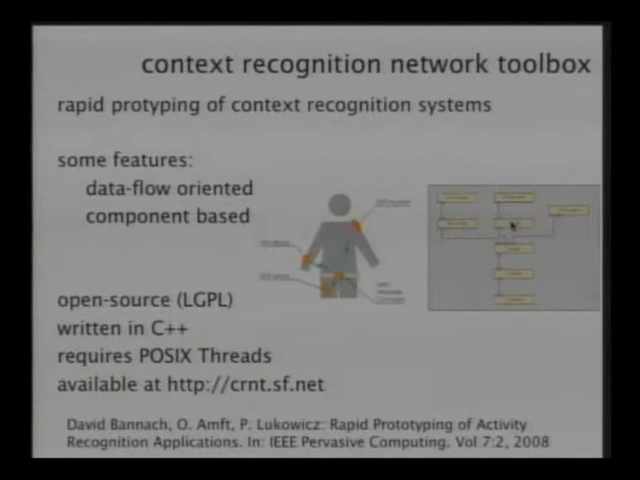 context recognition network toolbox
rapid protyping of context recognition systems
some features:
data-flow oriented
component based
open-source (LGPL)
written in C++
requires POSIX Threads
available at http://crnt.sf.net
David Bannach, O. Amft, P. Lukowicz: Rapid Prototyping of Activity
Recognition Applications. In: IEEE Pervasive Computing. Vol 7:2, 2008